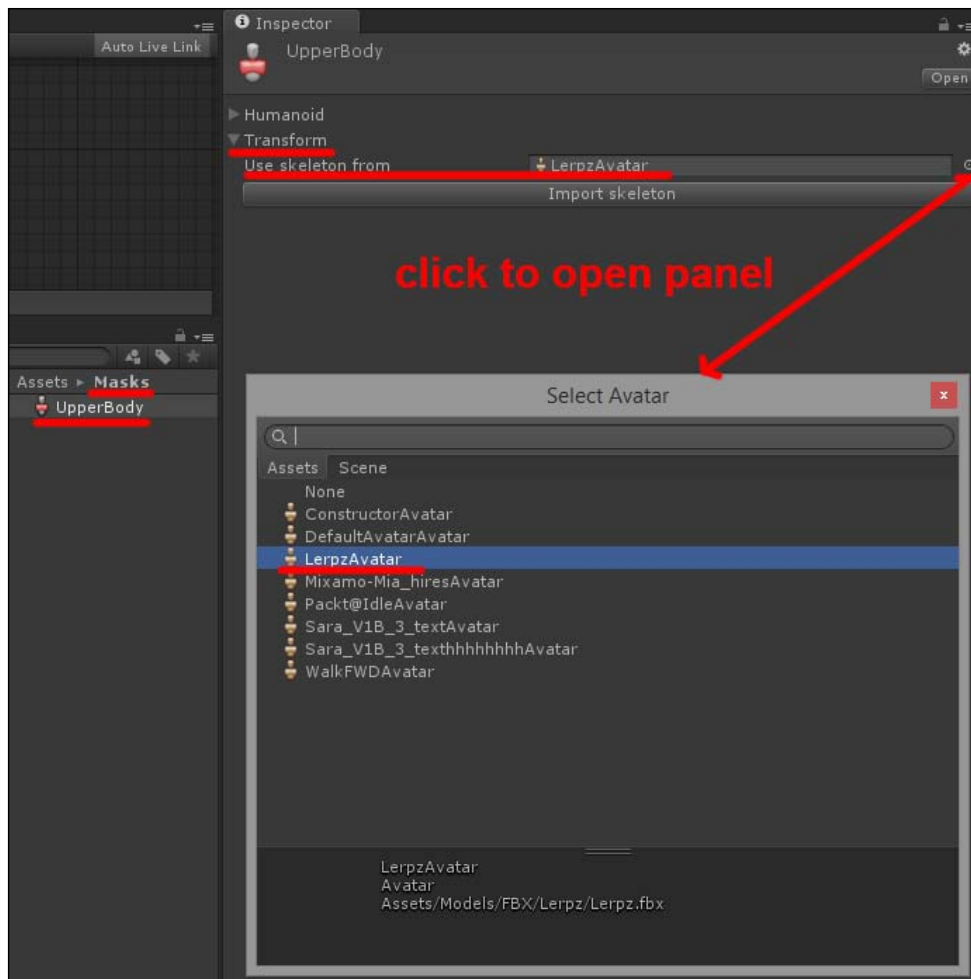 Inspector
Auto Live Link
UpperBody
Open
Humanoid
Transform
Use skeleton from
LerpzAvatar
Import skeleton
click to open panel
Assets ▸ Masks
UpperBody
Select Avatar
x
Assets Scene
None
ConstructorAvatar
DefaultAvatarAvatar
LerpzAvatar
Mixamo-Mia_hiresAvatar
Packt@IdleAvatar
Sara_V1B_3_textAvatar
Sara_V1B_3_texthhhhhhhhAvatar
WalkFWDAvatar
LerpzAvatar
Avatar
Assets/Models/FBX/Lerpz/Lerpz.fbx